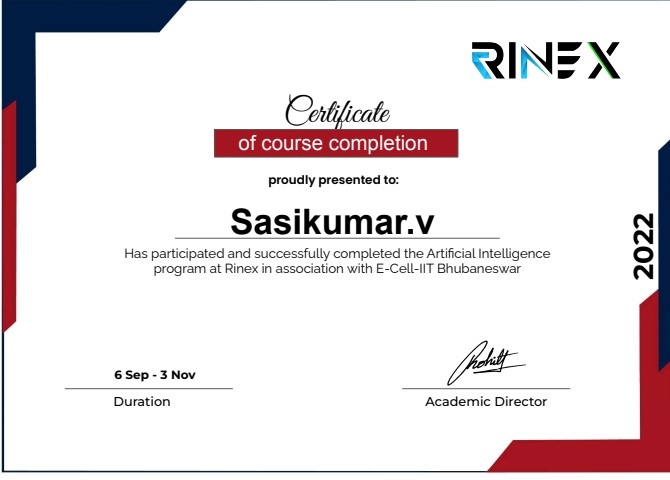 RINEX
Certificate
of course completion
proudly presented to:
Sasikumar.v
Has participated and successfully completed the Artificial Intelligence
program at Rinex in association with E-Cell-IIT Bhubaneswar
2022
6 Sep - 3 Nov
Duration
Academic Director